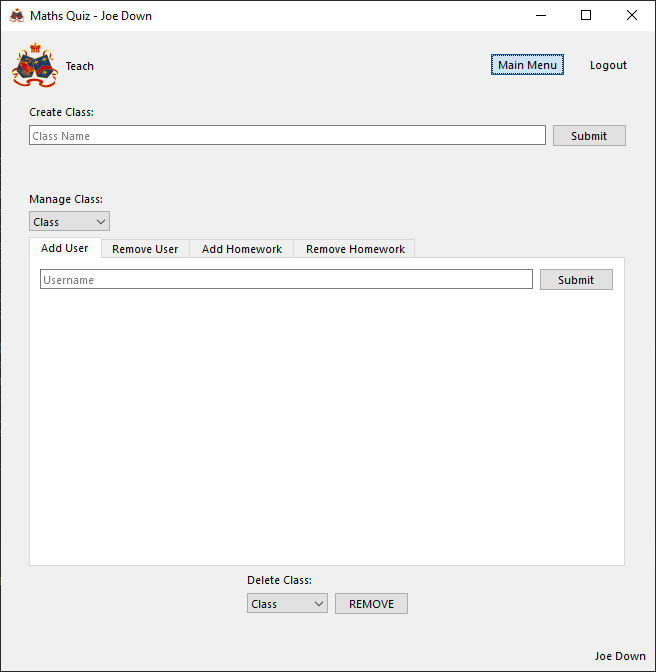 Maths Quiz - Joe Down
Teach
Main Menu
Logout
Create Class:
Class Name
Submit
Manage Class:
Class
Add User
Remove User
Add Homework
Remove Homework
Username
Submit
Delete Class:
Class
REMOVE
Joe Down